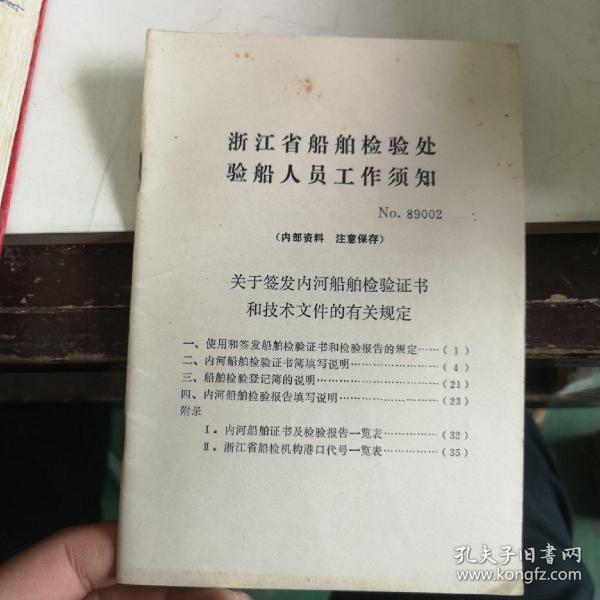 浙江省船舶检验处
验船人员工作须知
No. 89002
（内部资料 注意保存）
关于签发内河船舶检验证书
和技术文件的有关规定
一、使用和签发船舶检验证书和检验报告的规定……（1）
二、内河船舶检验证书簿填写说明………………（4）
三、船舶检验登记簿的说明………………………（21）
四、内河船舶检验报告填写说明…………………（23）
附录
Ⅰ．内河船舶证书及检验报告一览表……………（32）
Ⅱ．浙江省船检机构港口代号一览表……………（35）
孔夫子旧书网
www.kongfz.com